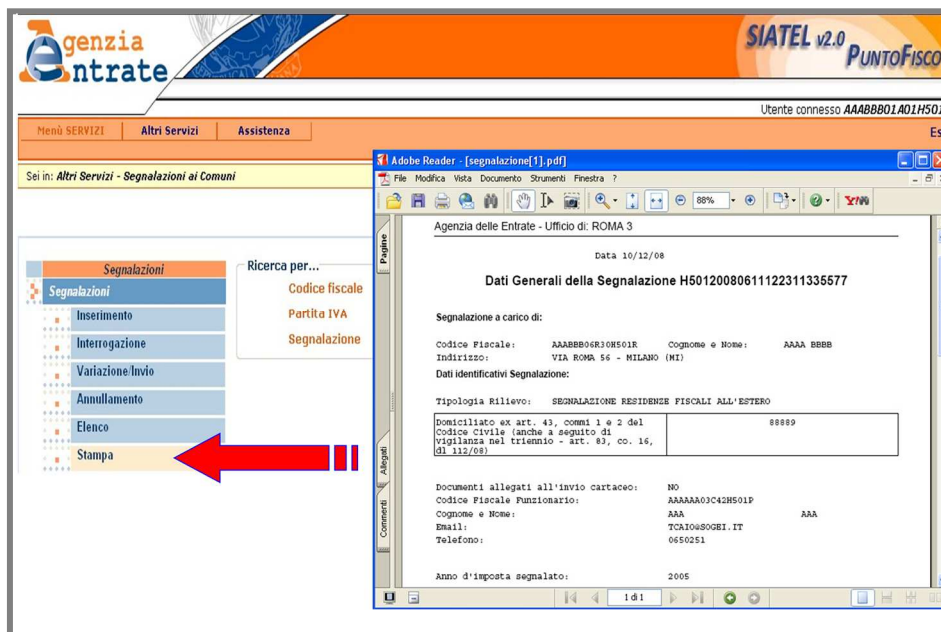 Agenzia
Entrate
SIATEL v2.0
PUNTOFISCO
Utente connesso AAABBB01A01H501
Menù SERVIZI
Altri Servizi
Assistenza
Es
Sei in: Altri Servizi - Segnalazioni ai Comuni
Segnalazioni
Segnalazioni
Inserimento
Interrogazione
Variazione/Invio
Annullamento
Elenco
Stampa
Ricerca per...
Codice fiscale
Partita IVA
Segnalazione
Adobe Reader - [segnalazione[1].pdf]
File Modifica Vista Documento Strumenti Finestra ?
88%
Y!
Pagine
Allegati
Commenti
Agenzia delle Entrate - Ufficio di: ROMA 3
Data 10/12/08
Dati Generali della Segnalazione H50120080611122311335577
Segnalazione a carico di:
Codice Fiscale: AAABBB06R30H501R Cognome e Nome: AAAA BBBB
Indirizzo: VIA ROMA 56 - MILANO (MI)
Dati identificativi Segnalazione:
Tipologia Rilievo: SEGNALAZIONE RESIDENZE FISCALI ALL'ESTERO
Domiciliato ex art. 43, commi 1 e 2 del 88889
Codice Civile (anche a seguito di
vigilanza nel triennio - art. 83, co. 16,
dl 112/08)
Documenti allegati all'invio cartaceo: NO
Codice Fiscale Funzionario: AAAAAA03C42H501P
Cognome e Nome: AAA AAA
Email: TCAIO@SOGEI.IT
Telefono: 0650251
Anno d'imposta segnalato: 2005
1 di 1